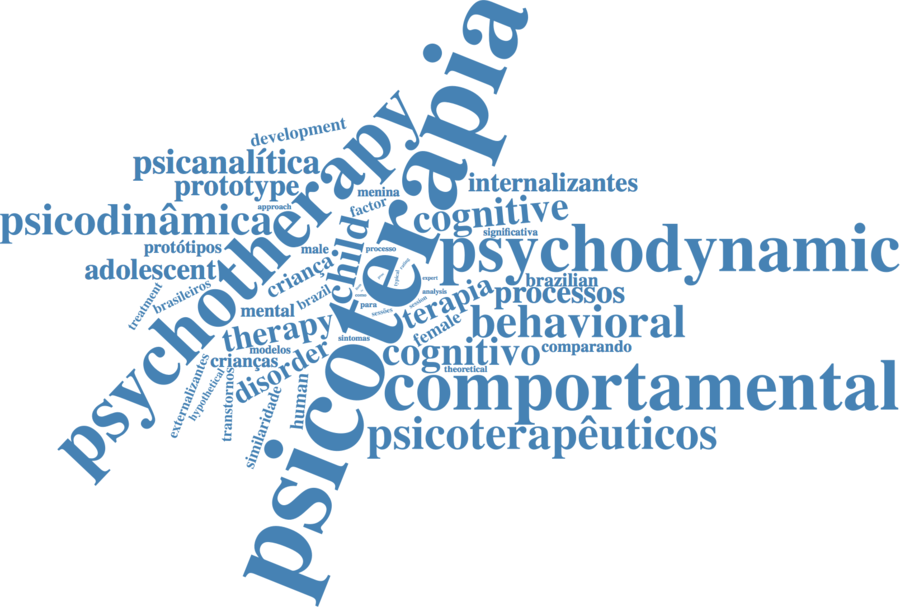 psicoterapia
psychotherapy
development
psicanalítica
prototype
menina
internalizantes
approach
factor
cognitive
psicodinâmica
significativa
child
psychodynamic
protótipos
male
processo
adolescent
criança
expert
brazilian
typical
analysis
processos
treatment
brasileiros
brazil
terapia
session
para
mental
sessões
behavioral
therapy
female
sintomas
comparando
modelos
cognitivo
crianças
disorder
theoretical
externalizantes
hypothetical
transtornos
similaridade
human
comportamental
psicoterapêuticos